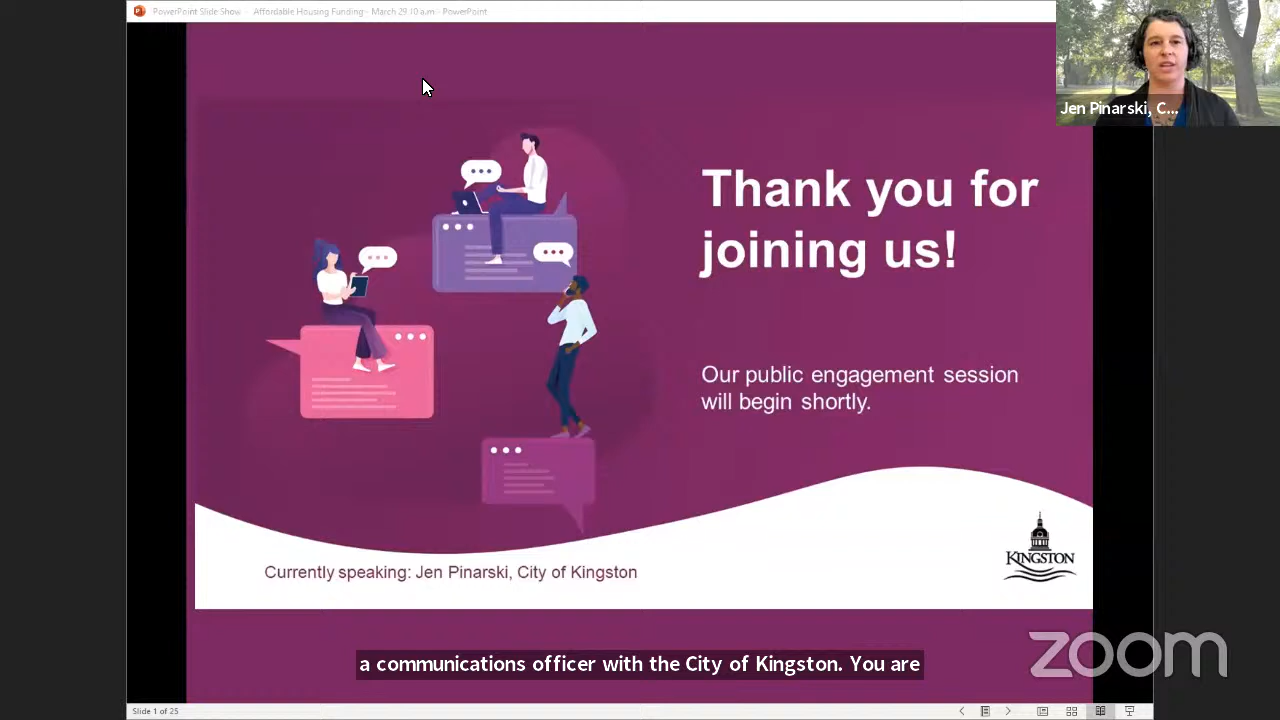 PowerPoint Slide Show - Affordable Housing Funding - March 29 10 a.m - PowerPoint
Jen Pinarski, C...
Thank you for
joining us!
Our public engagement session
will begin shortly.
KINGSTON
Currently speaking: Jen Pinarski, City of Kingston
a communications officer with the City of Kingston. You are
zoom
Slide 1 of 25